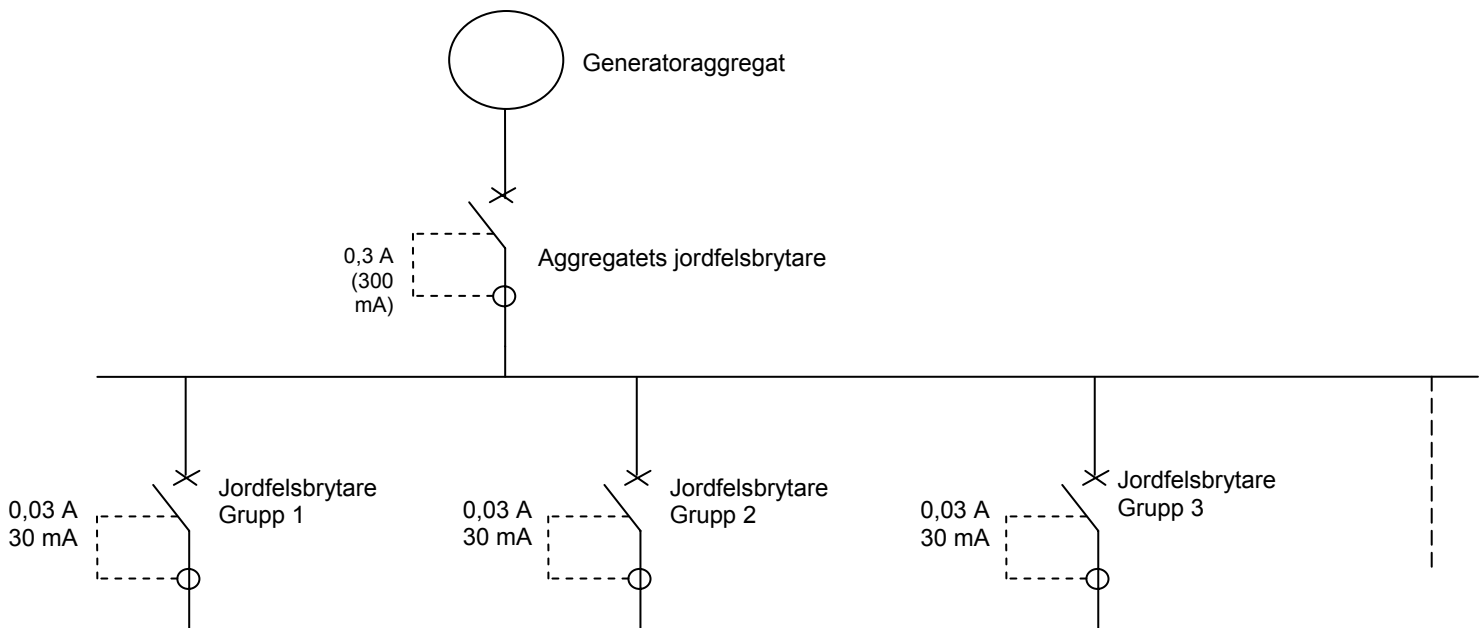 Generatoraggregat
0,3 A
(300
mA)
Aggregatets jordfelsbrytare
0,03 A
30 mA
Jordfelsbrytare
Grupp 1
0,03 A
30 mA
Jordfelsbrytare
Grupp 2
0,03 A
30 mA
Jordfelsbrytare
Grupp 3